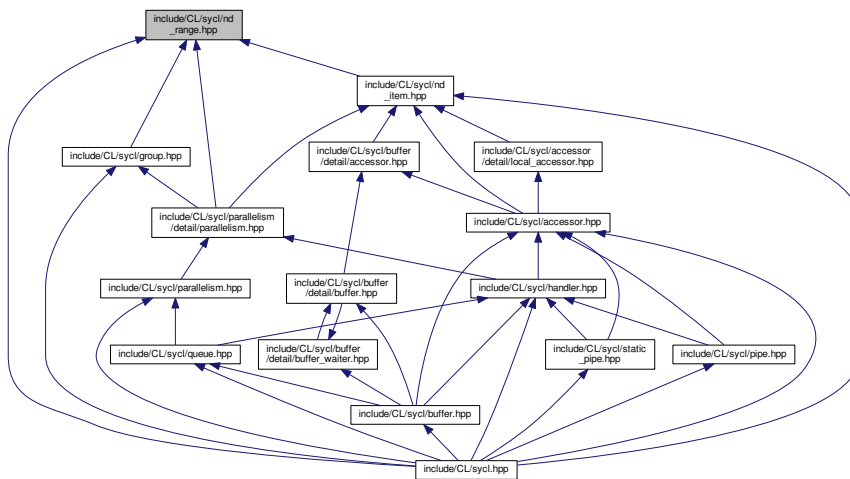 include/CL/sycl/nd
_range.hpp
include/CL/sycl/nd
_item.hpp
include/CL/sycl/group.hpp
include/CL/sycl/buffer
/detail/accessor.hpp
include/CL/sycl/accessor
/detail/local_accessor.hpp
include/CL/sycl/parallelism
/detail/parallelism.hpp
include/CL/sycl/accessor.hpp
include/CL/sycl/parallelism.hpp
include/CL/sycl/buffer
/detail/buffer.hpp
include/CL/sycl/handler.hpp
include/CL/sycl/queue.hpp
include/CL/sycl/buffer
/detail/buffer_waiter.hpp
include/CL/sycl/static
_pipe.hpp
include/CL/sycl/pipe.hpp
include/CL/sycl/buffer.hpp
include/CL/sycl.hpp